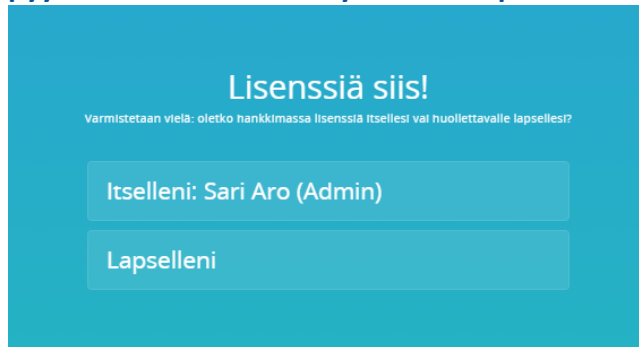 Lisenssiä siis!
Varmistetaan vielä: oletko hankkimassa lisenssiä itsellesi vai huollettavalle lapsellesi?
Itselleni: Sari Aro (Admin)
Lapselleni